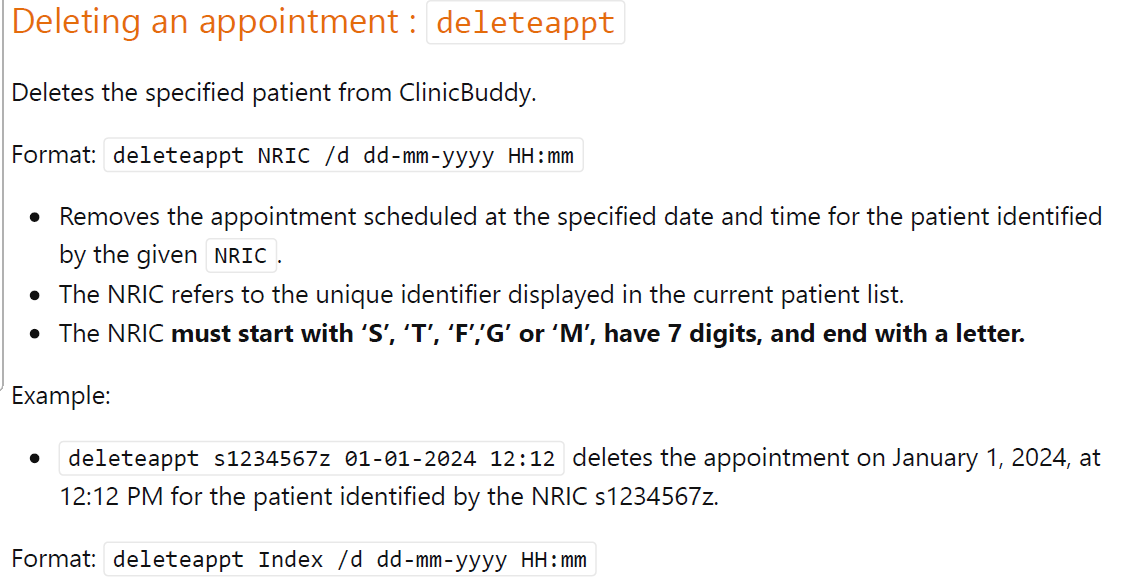 Deleting an appointment : deleteappt
Deletes the specified patient from ClinicBuddy.
Format: deleteappt NRIC /d dd-mm-yyyy HH:mm
• Removes the appointment scheduled at the specified date and time for the patient identified
by the given NRIC.
• The NRIC refers to the unique identifier displayed in the current patient list.
• The NRIC must start with ‘S’, ‘T’, ‘F’,’G’ or ‘M’, have 7 digits, and end with a letter.
Example:
• deleteappt s1234567z 01-01-2024 12:12 deletes the appointment on January 1, 2024, at
12:12 PM for the patient identified by the NRIC s1234567z.
Format: deleteappt Index /d dd-mm-yyyy HH:mm